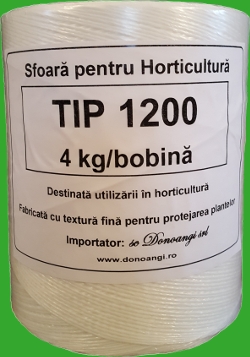 Sfoară pentru Horticultură
TIP 1200
4 kg/bobină
Destinată utilizării în horticultură
Fabricată cu textură fină pentru protejarea plantelor
Importator: sc Donoangi srl
www.donoangi.ro